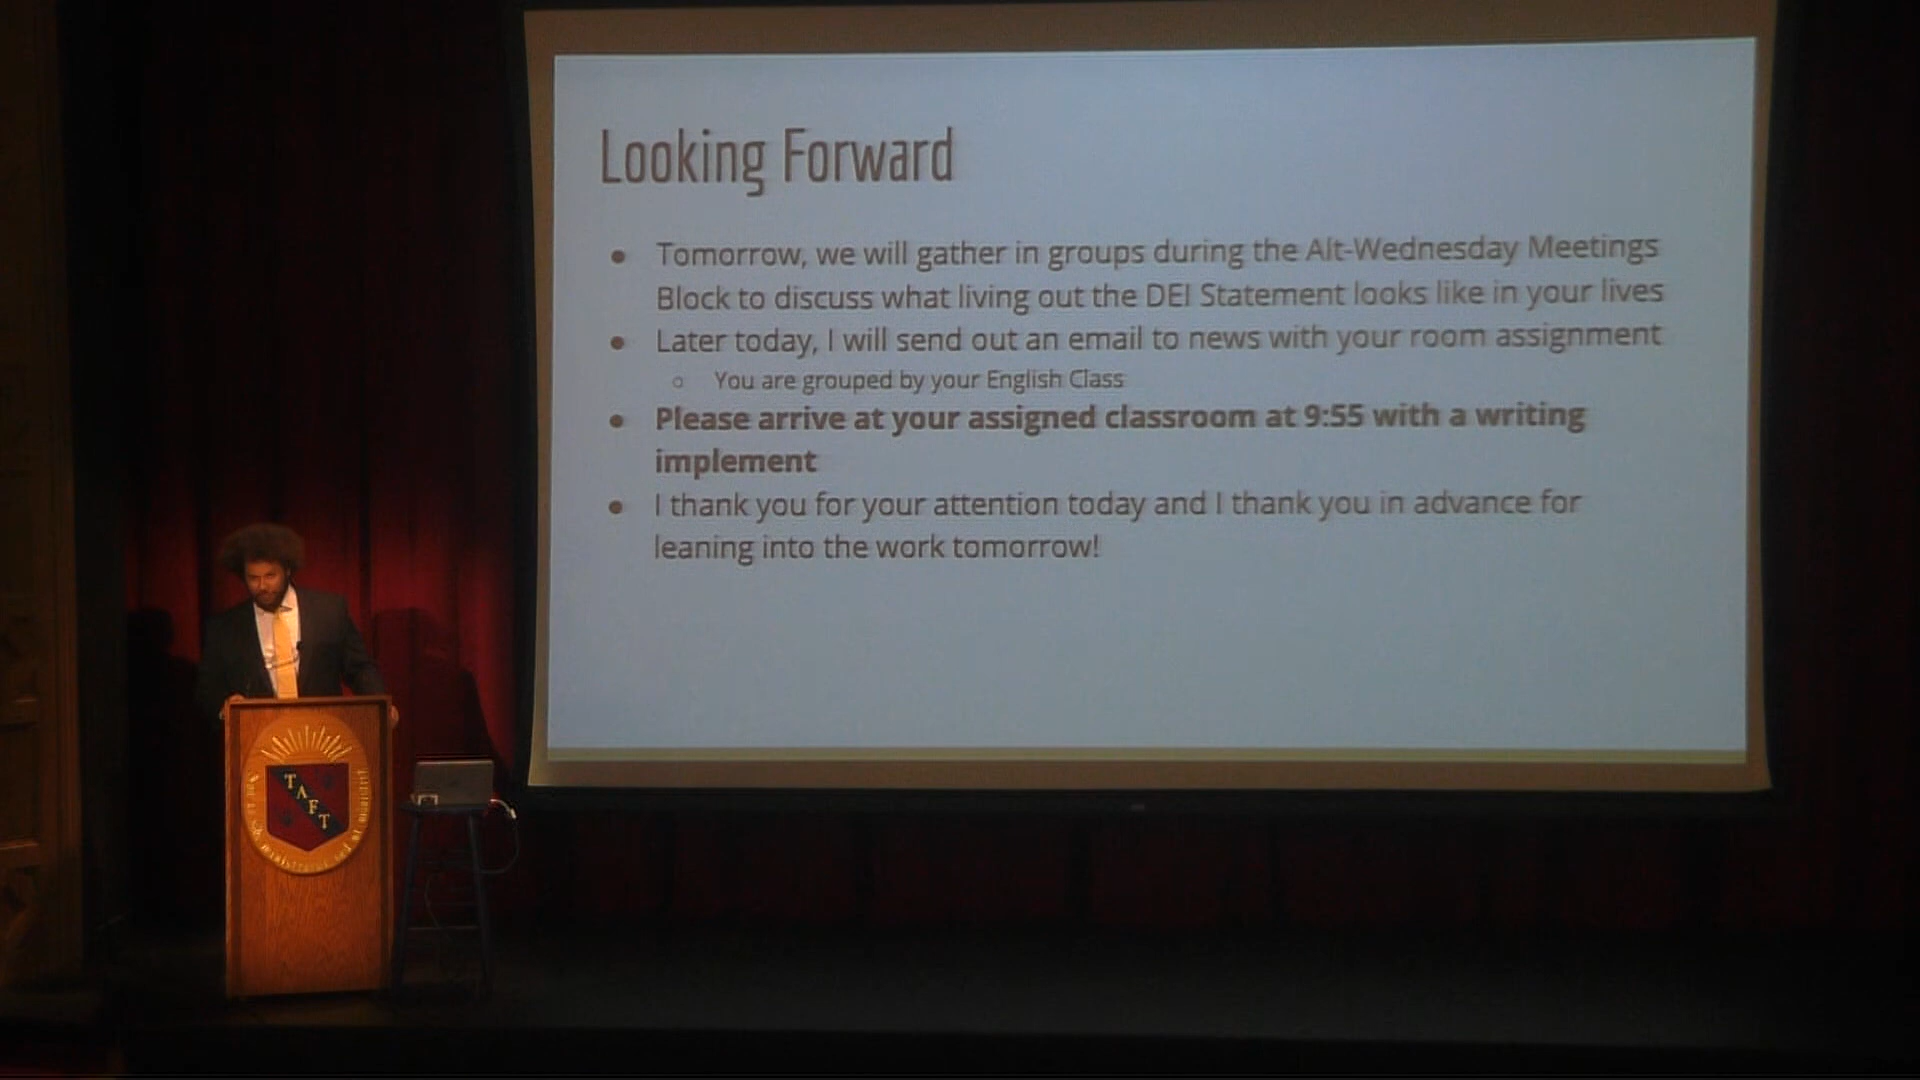 Looking Forward
● Tomorrow, we will gather in groups during the Alt-Wednesday Meetings
Block to discuss what living out the DEI Statement looks like in your lives
● Later today, I will send out an email to news with your room assignment
○ You are grouped by your English Class
● Please arrive at your assigned classroom at 9:55 with a writing
implement
● I thank you for your attention today and I thank you in advance for
leaning into the work tomorrow!
TAFT